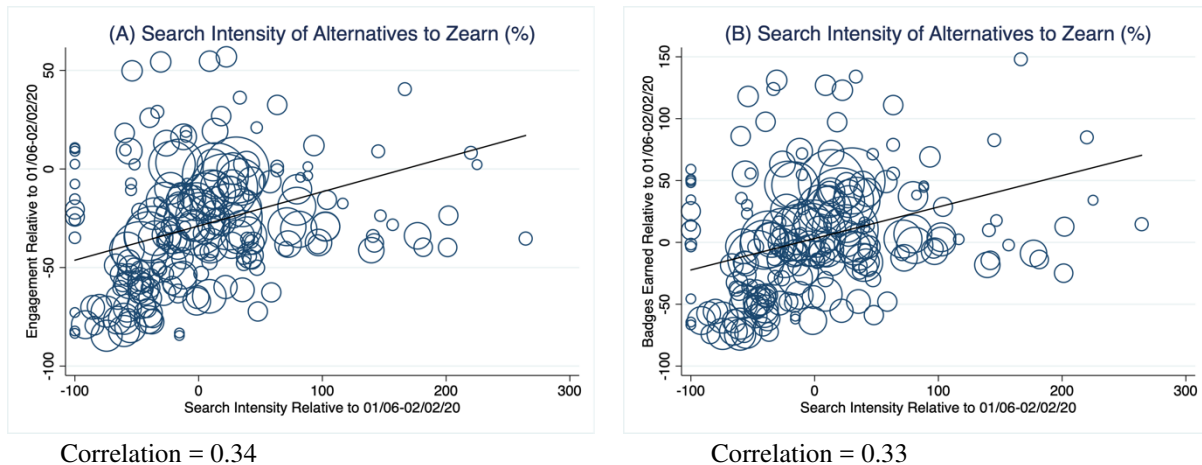 (A) Search Intensity of Alternatives to Zearn (%)
Engagement Relative to 01/06-02/02/20
50
0
-50
-100
-100
0
100
200
300
Search Intensity Relative to 01/06-02/02/20
Correlation = 0.34
(B) Search Intensity of Alternatives to Zearn (%)
Badges Earned Relative to 01/06-02/02/20
150
100
50
0
-50
-100
-100
0
100
200
300
Search Intensity Relative to 01/06-02/02/20
Correlation = 0.33